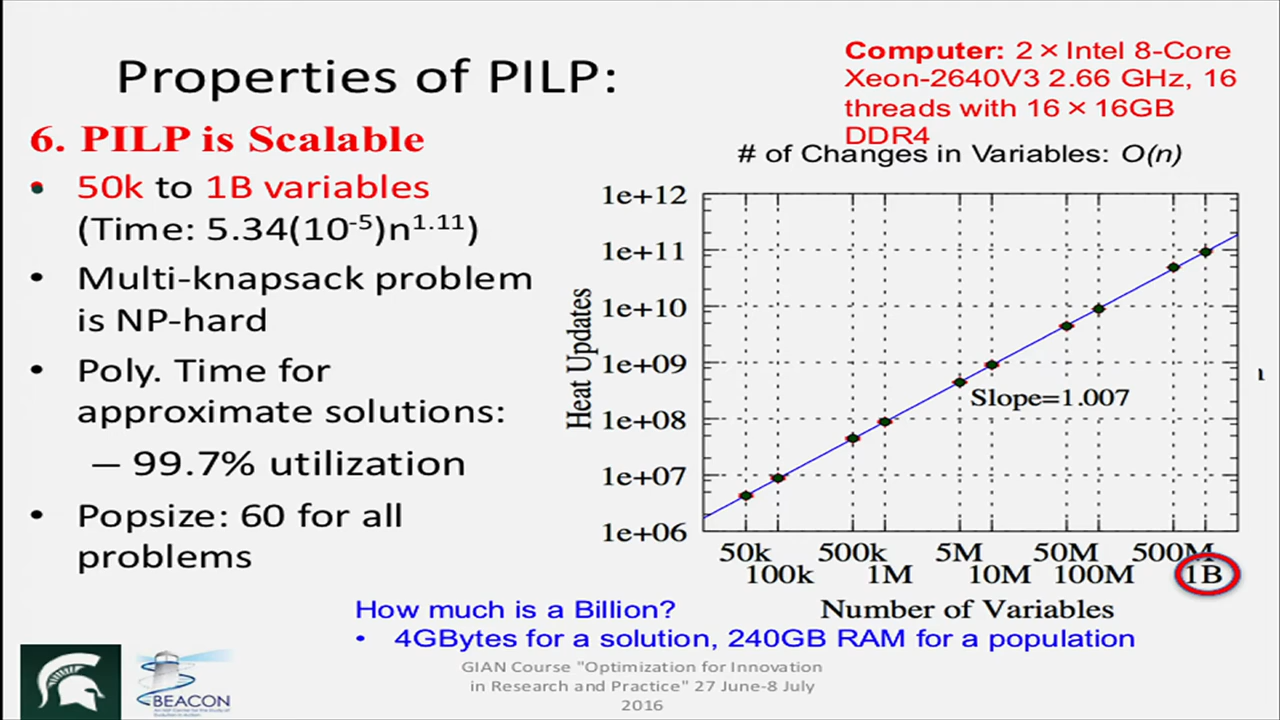 Properties of PILP:
Computer: 2 × Intel 8-Core
Xeon-2640V3 2.66 GHz, 16
threads with 16 × 16GB
DDR4
6. PILP is Scalable
• 50k to 1B variables
(Time: 5.34(10-5)n1.11)
• Multi-knapsack problem
is NP-hard
• Poly. Time for
approximate solutions:
– 99.7% utilization
• Popsize: 60 for all
problems
# of Changes in Variables: O(n)
1e+12
1e+11
1e+10
1e+09
1e+08
1e+07
1e+06
Heat Updates
Slope=1.007
50k 500k 5M 50M 500M
100k 1M 10M 100M 1B
Number of Variables
How much is a Billion?
• 4GBytes for a solution, 240GB RAM for a population
GIAN Course "Optimization for Innovation
in Research and Practice" 27 June-8 July
2016
BEACON